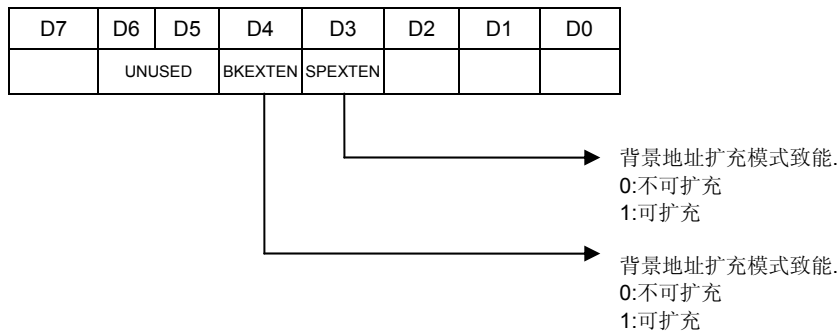 D7 D6 D5 D4 D3 D2 D1 D0
UNUSED BKEXTEN SPEXTEN
背景地址扩充模式致能.
0:不可扩充
1:可扩充
背景地址扩充模式致能.
0:不可扩充
1:可扩充